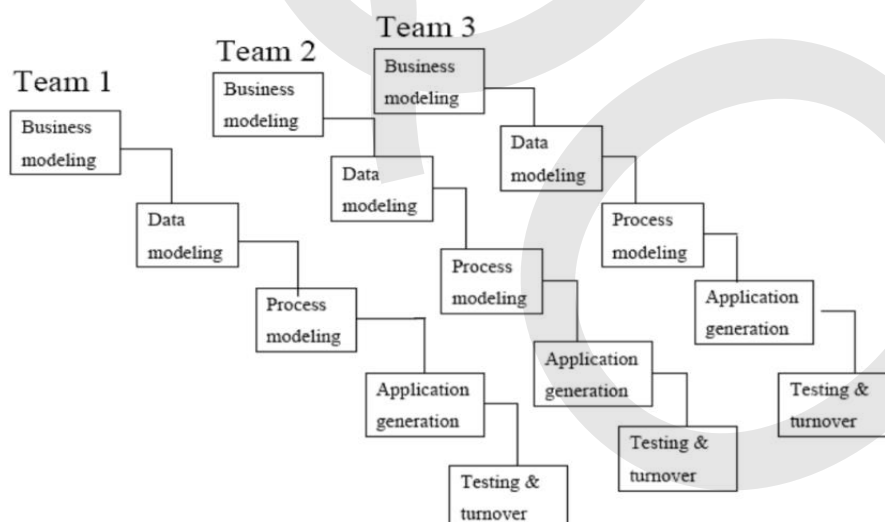 Team 1
Business
modeling
Data
modeling
Process
modeling
Application
generation
Testing &
turnover
Team 2
Business
modeling
Data
modeling
Process
modeling
Application
generation
Testing &
turnover
Team 3
Business
modeling
Data
modeling
Process
modeling
Application
generation
Testing &
turnover